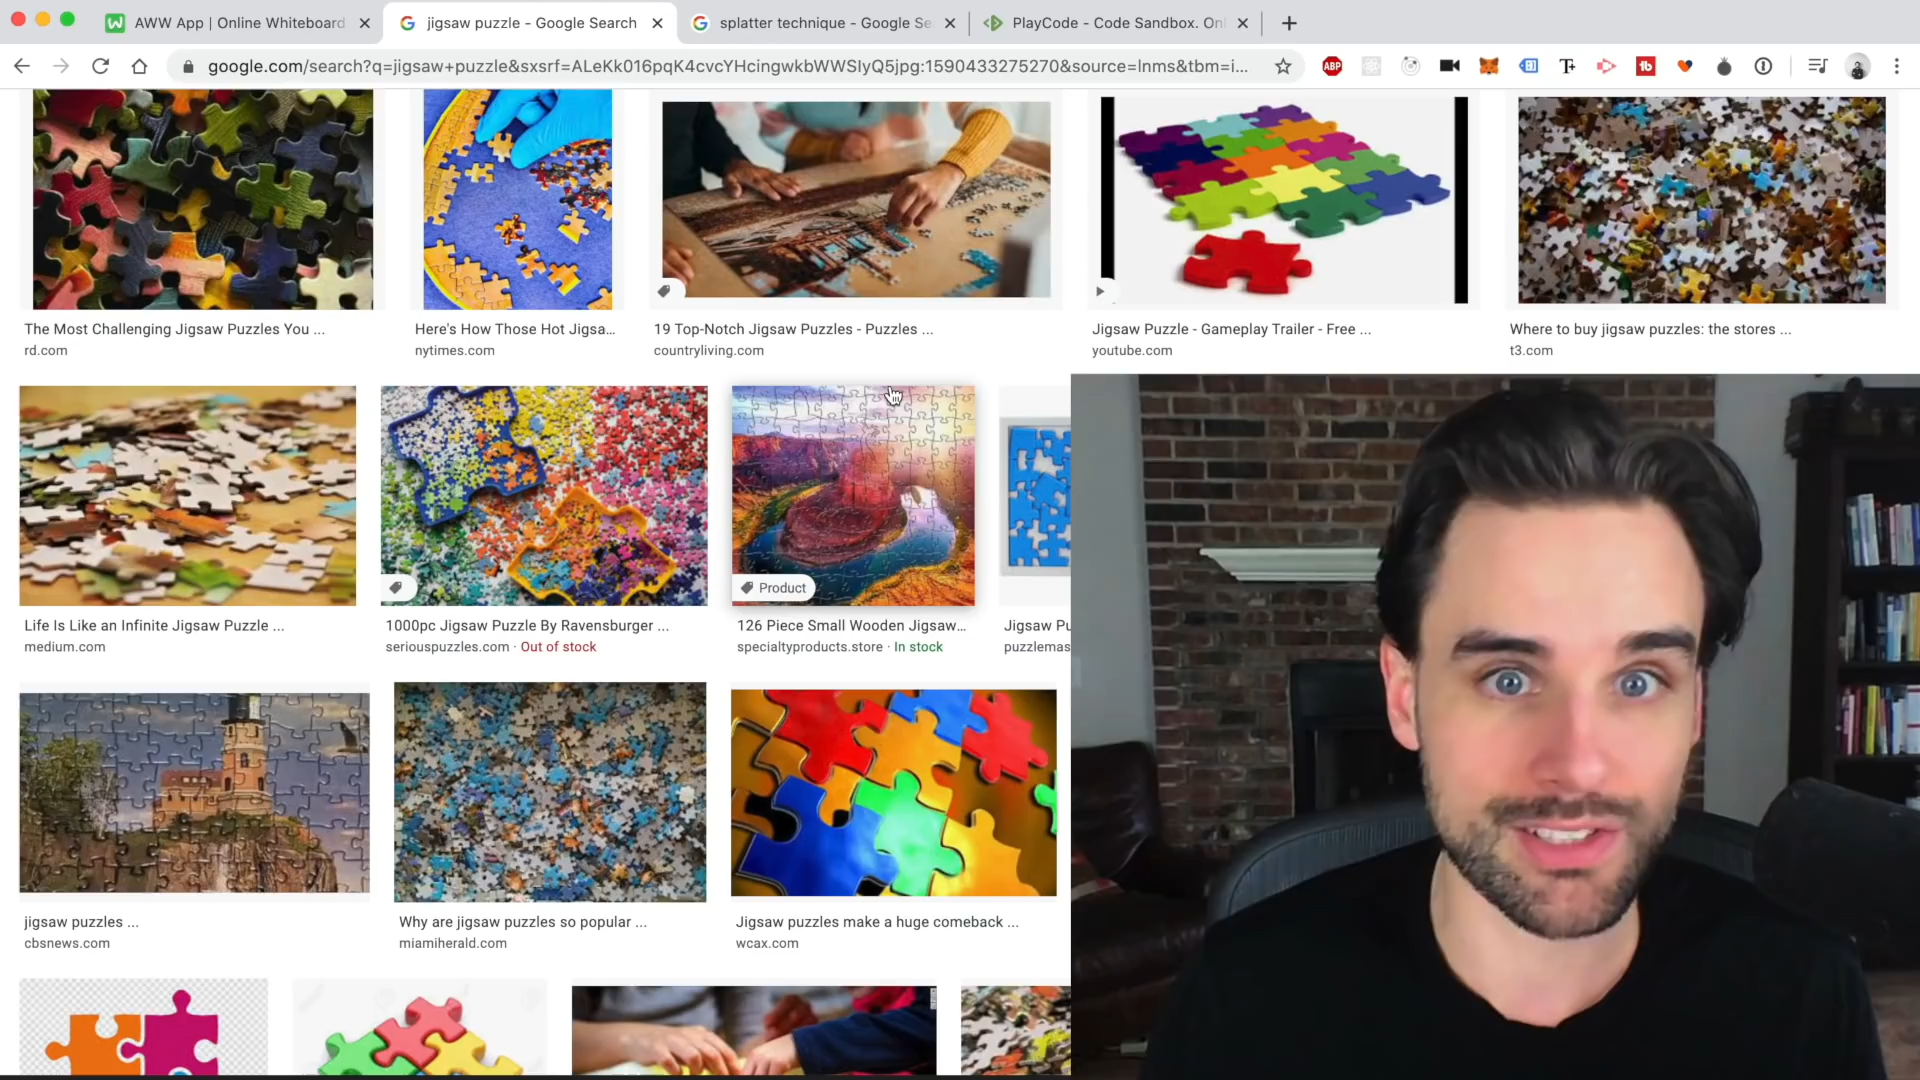 AWW App | Online Whiteboard
jigsaw puzzle - Google Search
splatter technique - Google Se
PlayCode - Code Sandbox. Onl
google.com/search?q=jigsaw+puzzle&sxsrf=ALeKk016pqK4cvcYHcingwkbWWSIyQ5jpg:1590433275270&source=lnms&tbm=i...
ABP
T+
tb
The Most Challenging Jigsaw Puzzles You ...
rd.com
Here's How Those Hot Jigsa...
nytimes.com
19 Top-Notch Jigsaw Puzzles - Puzzles ...
countryliving.com
Jigsaw Puzzle - Gameplay Trailer - Free ...
youtube.com
Where to buy jigsaw puzzles: the stores ...
t3.com
Product
Life Is Like an Infinite Jigsaw Puzzle ...
medium.com
1000pc Jigsaw Puzzle By Ravensburger ...
seriouspuzzles.com · Out of stock
126 Piece Small Wooden Jigsaw...
specialtyproducts.store · In stock
Jigsaw Pu
puzzlemas
jigsaw puzzles ...
cbsnews.com
Why are jigsaw puzzles so popular ...
miamiherald.com
Jigsaw puzzles make a huge comeback ...
wcax.com